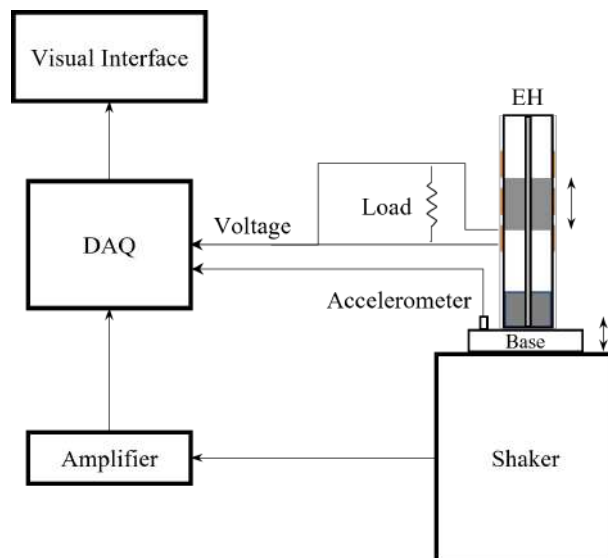 Visual Interface
EH
Load
Voltage
DAQ
Accelerometer
Base
Amplifier
Shaker